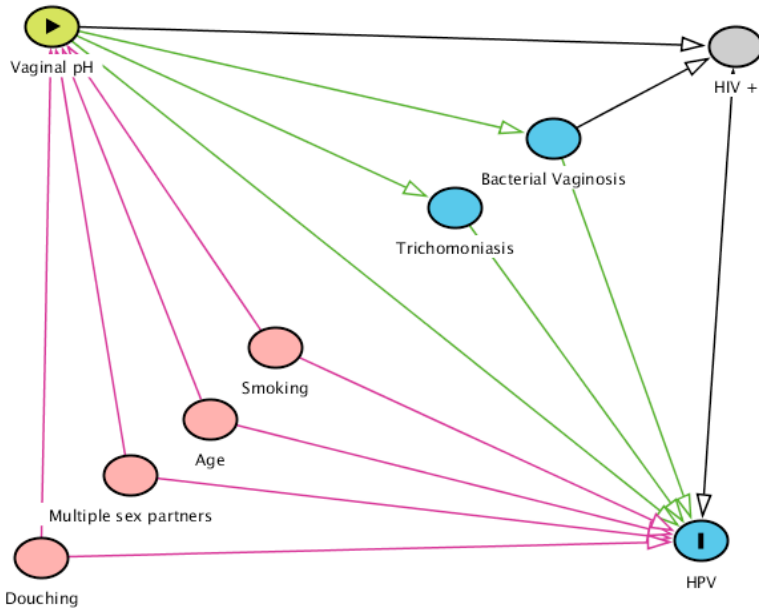 Vaginal pH
HIV +
Bacterial Vaginosis
Trichomoniasis
Smoking
Age
Multiple sex partners
Douching
HPV